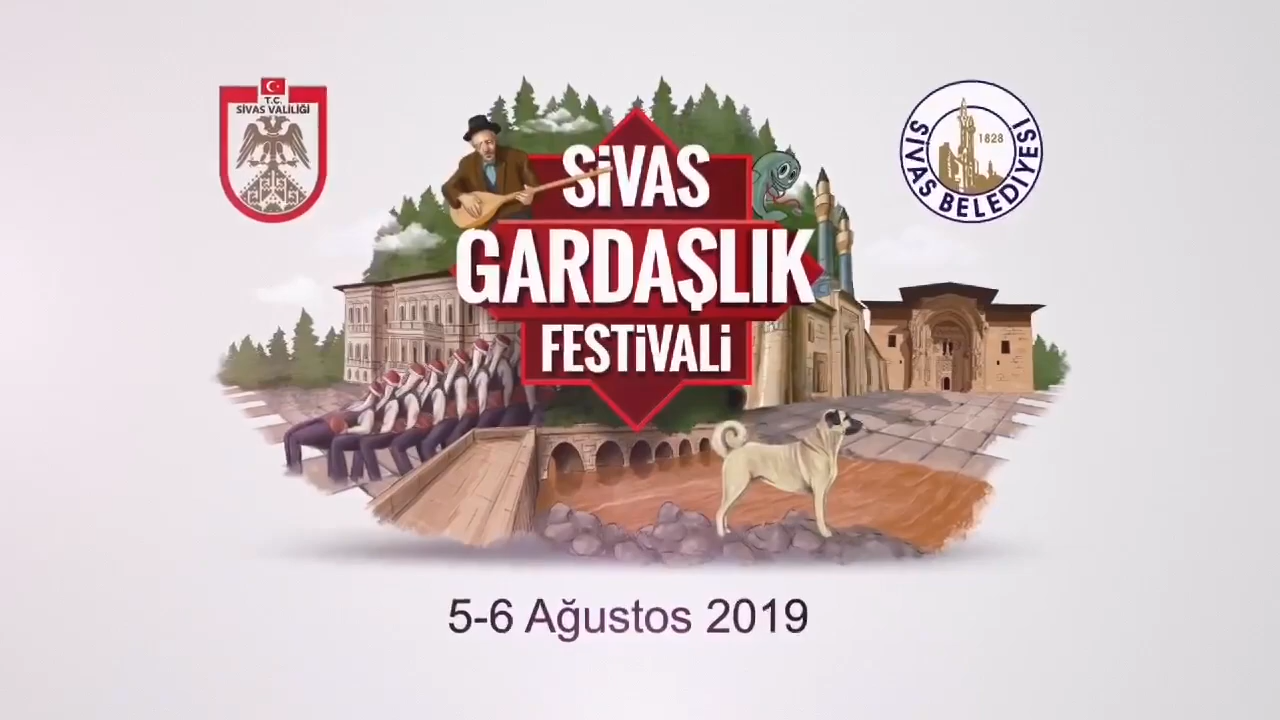 T.C.
SİVAS VALİLİĞİ
SİVAS
GARDAŞLIK
FESTİVALİ
1828
SİVAS BELEDİYESİ
5-6 Ağustos 2019